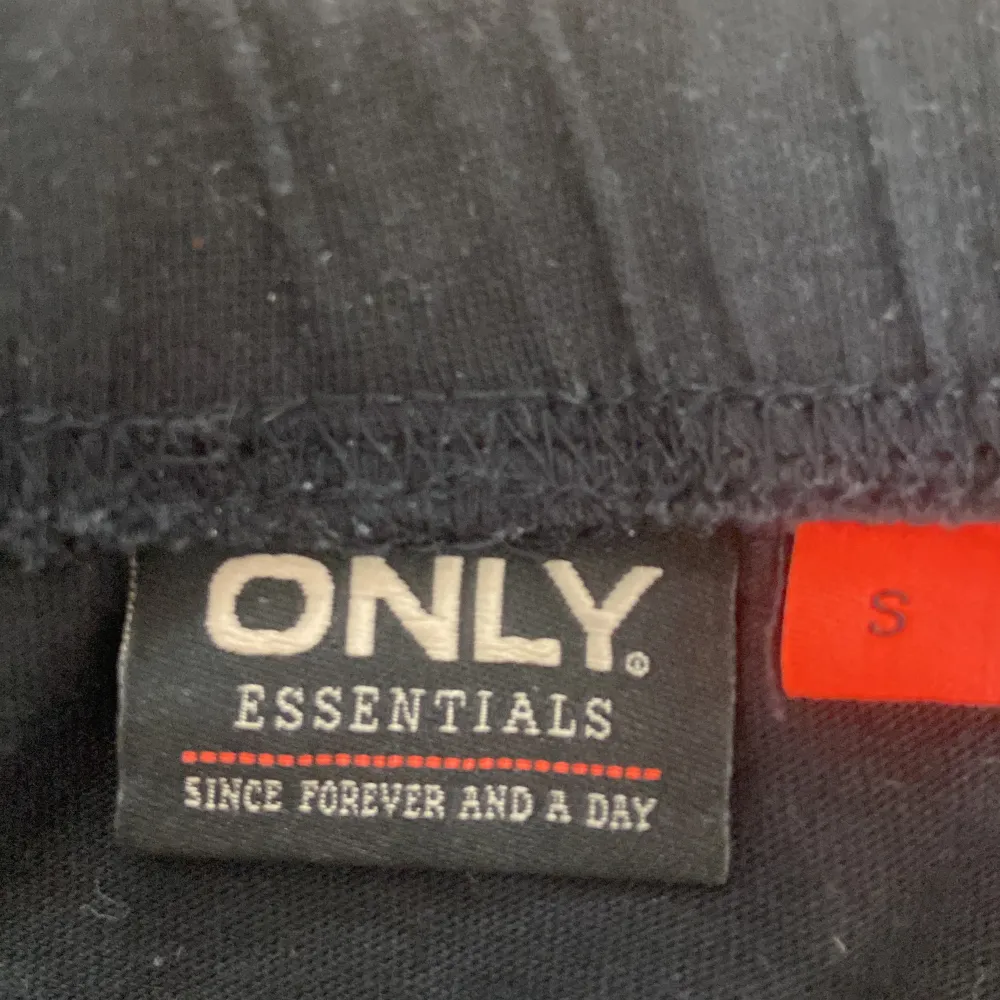 ONLY®
ESSENTIALS
SINCE FOREVER AND A DAY
S